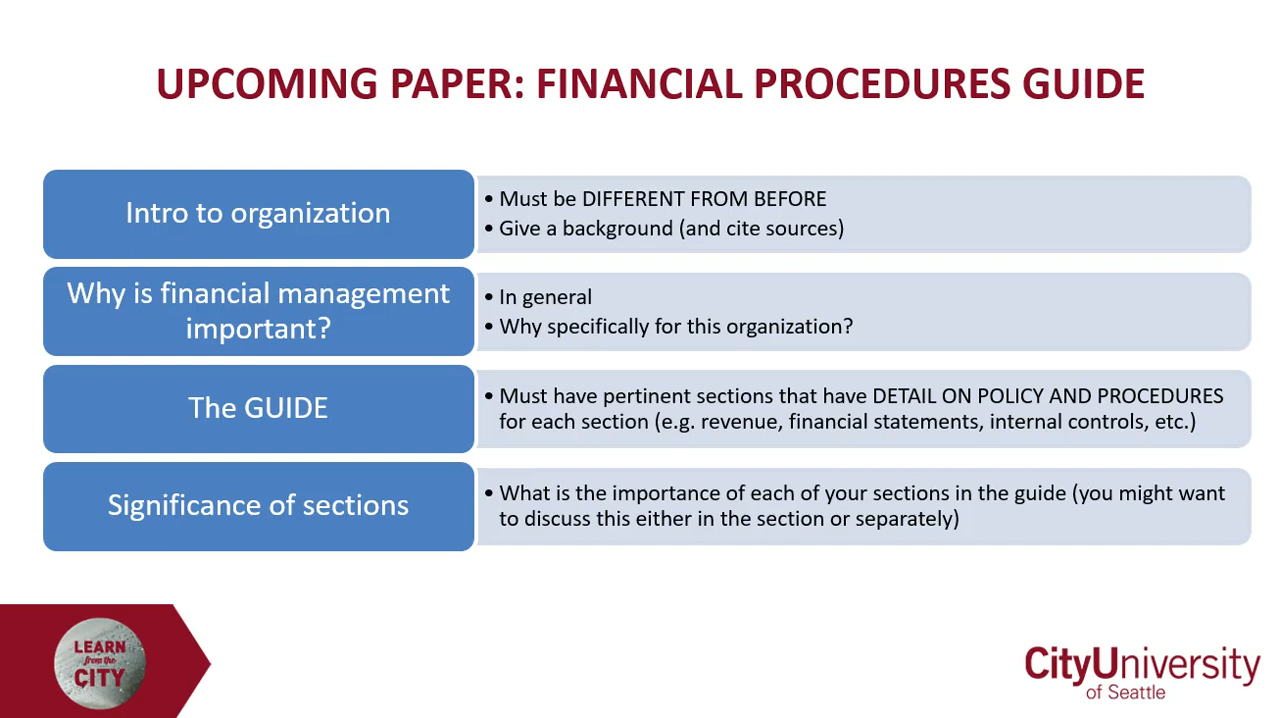 UPCOMING PAPER: FINANCIAL PROCEDURES GUIDE
Intro to organization
• Must be DIFFERENT FROM BEFORE
• Give a background (and cite sources)
Why is financial management
important?
• In general
• Why specifically for this organization?
The GUIDE
• Must have pertinent sections that have DETAIL ON POLICY AND PROCEDURES
for each section (e.g. revenue, financial statements, internal controls, etc.)
Significance of sections
• What is the importance of each of your sections in the guide (you might want
to discuss this either in the section or separately)
LEARN
from the
CITY
CityUniversity
of Seattle